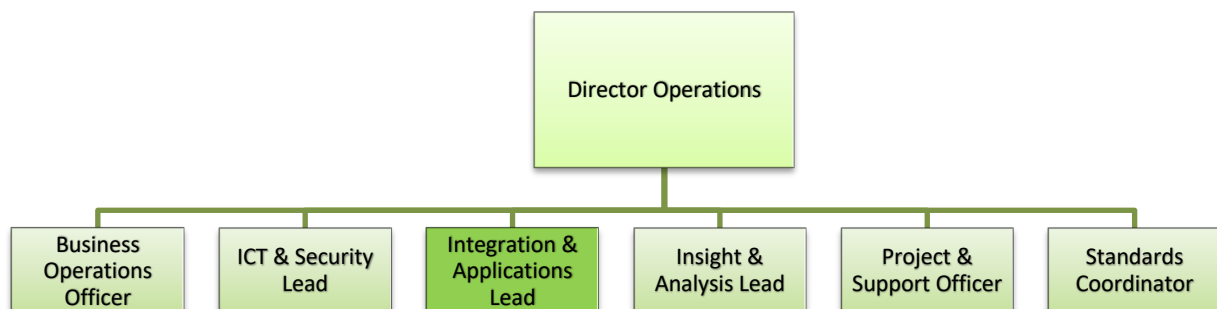 Director Operations
Business
Operations
Officer
ICT & Security
Lead
Integration &
Applications
Lead
Insight &
Analysis Lead
Project &
Support Officer
Standards
Coordinator